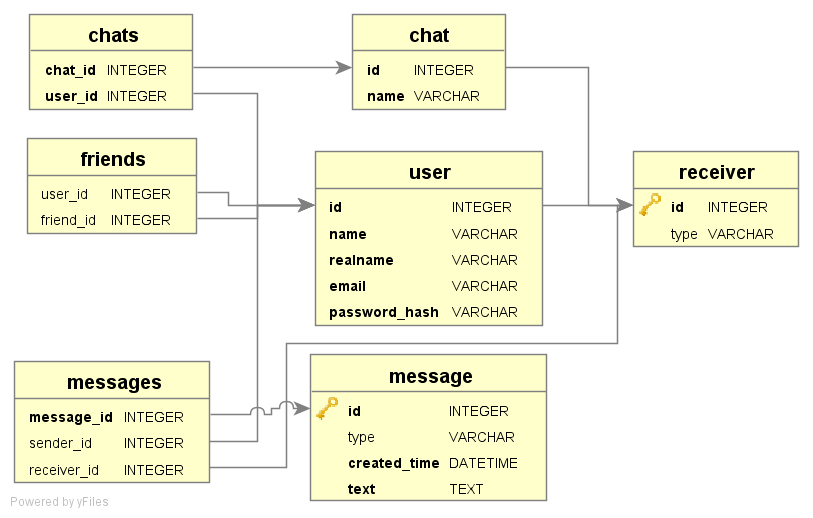 chats
chat_id INTEGER
user_id INTEGER
chat
id INTEGER
name VARCHAR
friends
user_id INTEGER
friend_id INTEGER
user
id INTEGER
name VARCHAR
realname VARCHAR
email VARCHAR
password_hash VARCHAR
receiver
id INTEGER
type VARCHAR
messages
message_id INTEGER
sender_id INTEGER
receiver_id INTEGER
message
id INTEGER
type VARCHAR
created_time DATETIME
text TEXT
Powered by yFiles